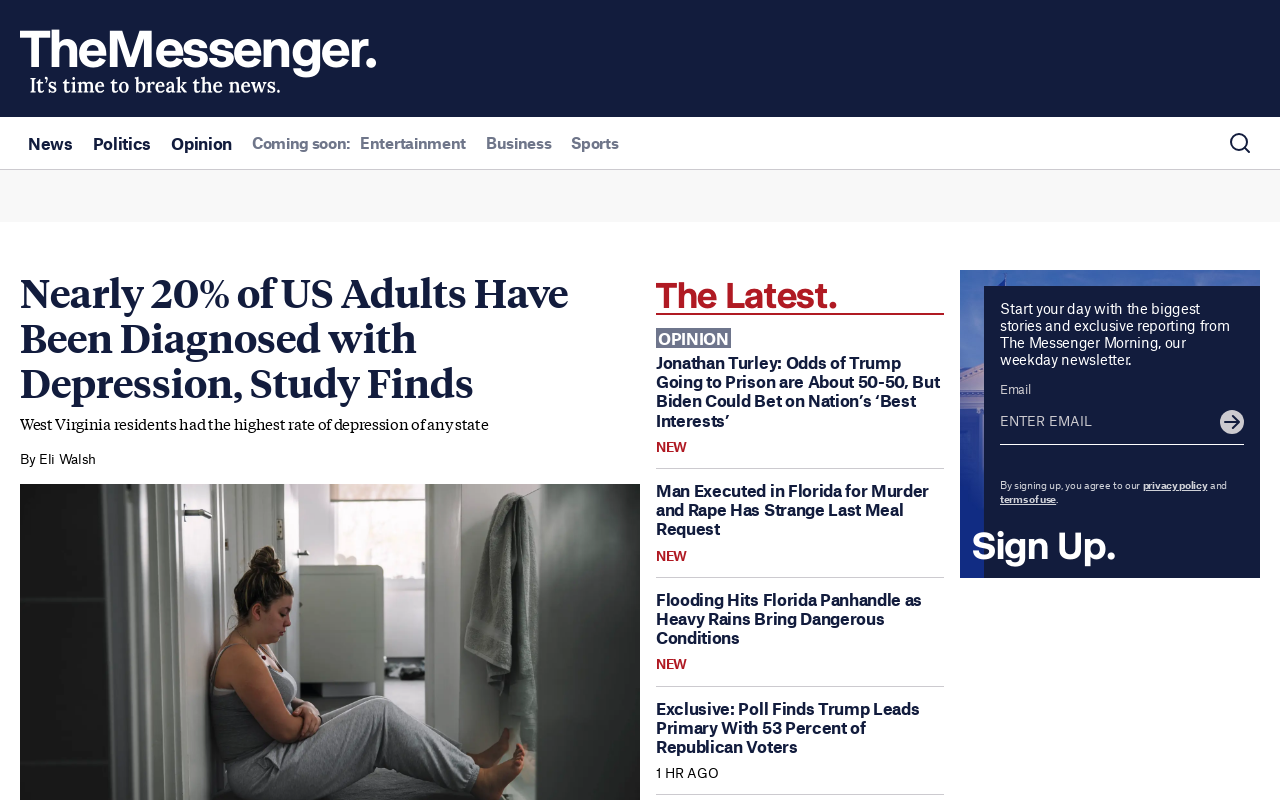 TheMessenger.
It's time to break the news.
News Politics Opinion Coming soon: Entertainment Business Sports
Nearly 20% of US Adults Have
Been Diagnosed with
Depression, Study Finds
West Virginia residents had the highest rate of depression of any state
By Eli Walsh
The Latest.
OPINION
Jonathan Turley: Odds of Trump
Going to Prison are About 50-50, But
Biden Could Bet on Nation's ‘Best
Interests’
NEW
Man Executed in Florida for Murder
and Rape Has Strange Last Meal
Request
NEW
Flooding Hits Florida Panhandle as
Heavy Rains Bring Dangerous
Conditions
NEW
Exclusive: Poll Finds Trump Leads
Primary With 53 Percent of
Republican Voters
1 HR AGO
Start your day with the biggest
stories and exclusive reporting from
The Messenger Morning, our
weekday newsletter.
Email
ENTER EMAIL
By signing up, you agree to our privacy policy and
terms of use.
Sign Up.